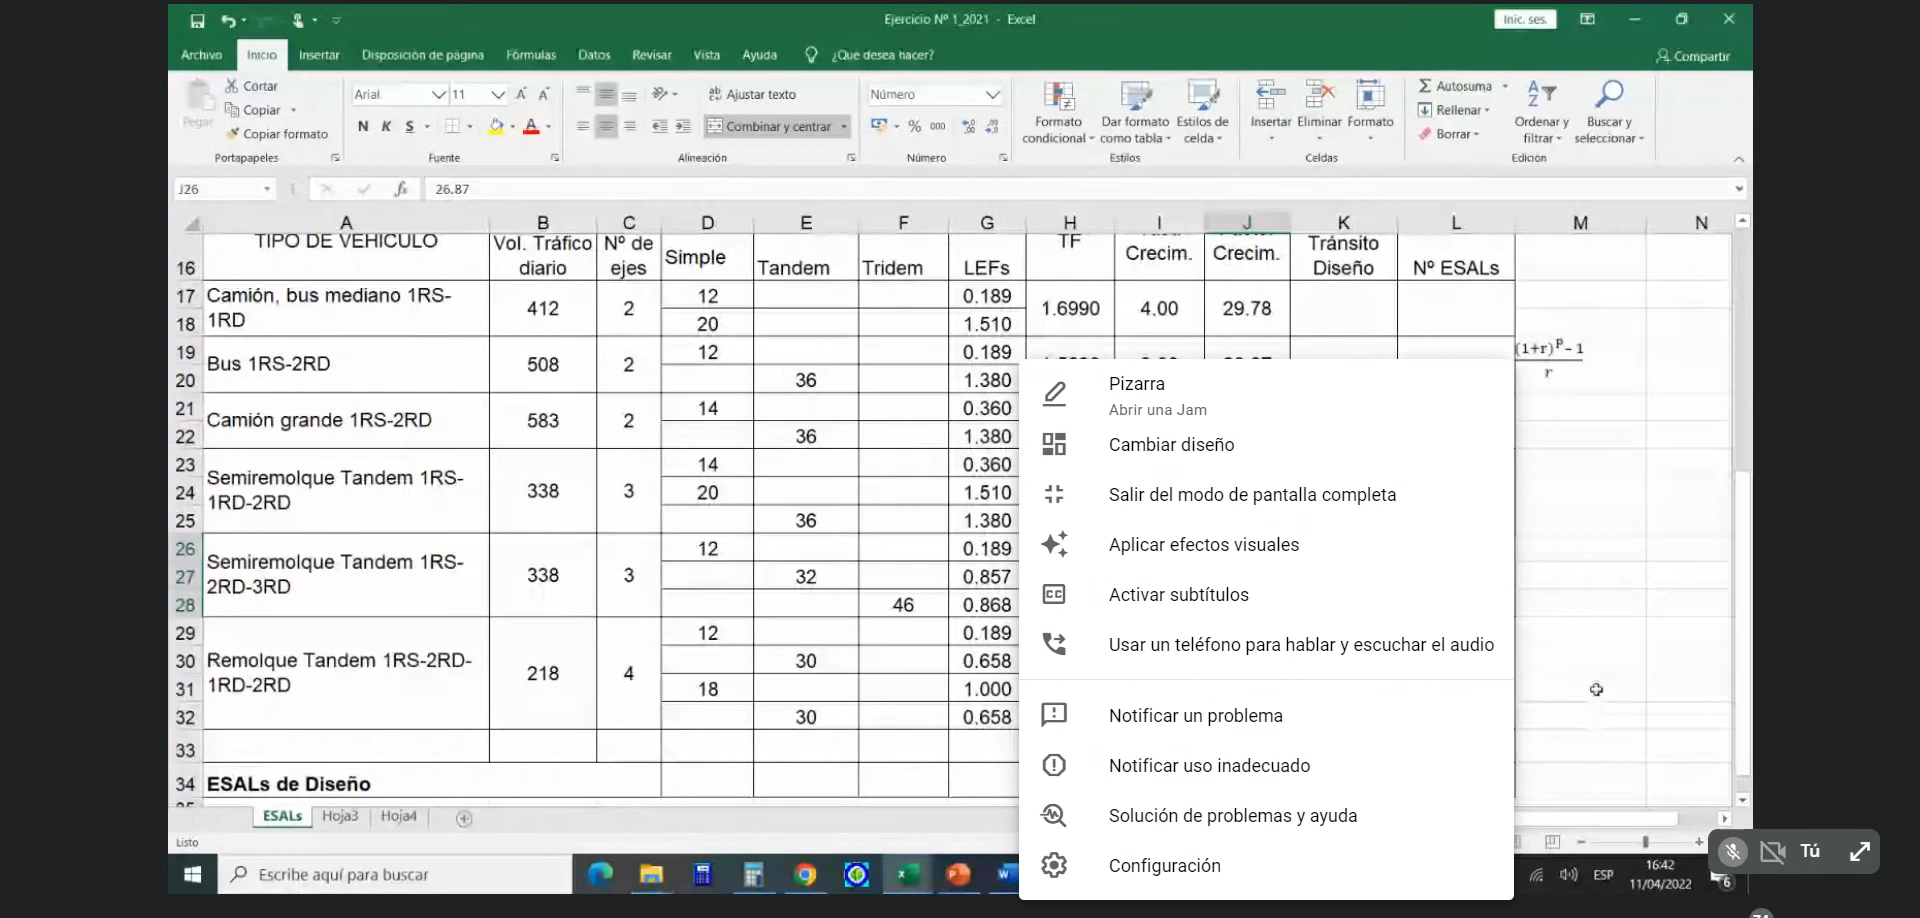 Ejercicio Nº 1_2021 - Excel
Inic. ses.
Archivo Inicio Insertar Disposición de página Fórmulas Datos Revisar Vista Ayuda ¿Qué desea hacer? Compartir
Pegar
Cortar
Copiar
Copiar formato
Portapapeles
Arial 11
N K S
Fuente
Ajustar texto
Combinar y centrar
Alineación
Número
% 000
Número
Formato condicional
Dar formato como tabla
Estilos de celda
Estilos
Insertar Eliminar Formato
Celdas
Autosuma
Rellenar
Borrar
Ordenar y filtrar
Buscar y seleccionar
Edición
J26 fx 26.87
A B C D E F G H I J K L M N
16 TIPO DE VEHICULO Vol. Tráfico diario Nº de ejes Simple Tandem Tridem LEFs TF Crecim. Crecim. Tránsito Diseño Nº ESALs
17 Camión, bus mediano 1RS- 412 2 12 0.189 1.6990 4.00 29.78
18 1RD 20 1.510
19 Bus 1RS-2RD 508 2 12 0.189
(1+r)^p - 1
r
20 36 1.380
21 Camión grande 1RS-2RD 583 2 14 0.360
22 36 1.380
23 Semiremolque Tandem 1RS- 338 3 14 0.360
24 1RD-2RD 20 1.510
25 36 1.380
26 Semiremolque Tandem 1RS- 338 3 12 0.189
27 2RD-3RD 32 0.857
28 46 0.868
29 12 0.189
30 Remolque Tandem 1RS-2RD- 218 4 30 0.658
31 1RD-2RD 18 1.000
32 30 0.658
33
34 ESALs de Diseño
Pizarra
Abrir una Jam
Cambiar diseño
Salir del modo de pantalla completa
Aplicar efectos visuales
Activar subtítulos
Usar un teléfono para hablar y escuchar el audio
Notificar un problema
Notificar uso inadecuado
Solución de problemas y ayuda
Configuración
ESALs Hoja3 Hoja4
Listo
Tú
Escribe aquí para buscar
ESP
16:42
11/04/2022
6